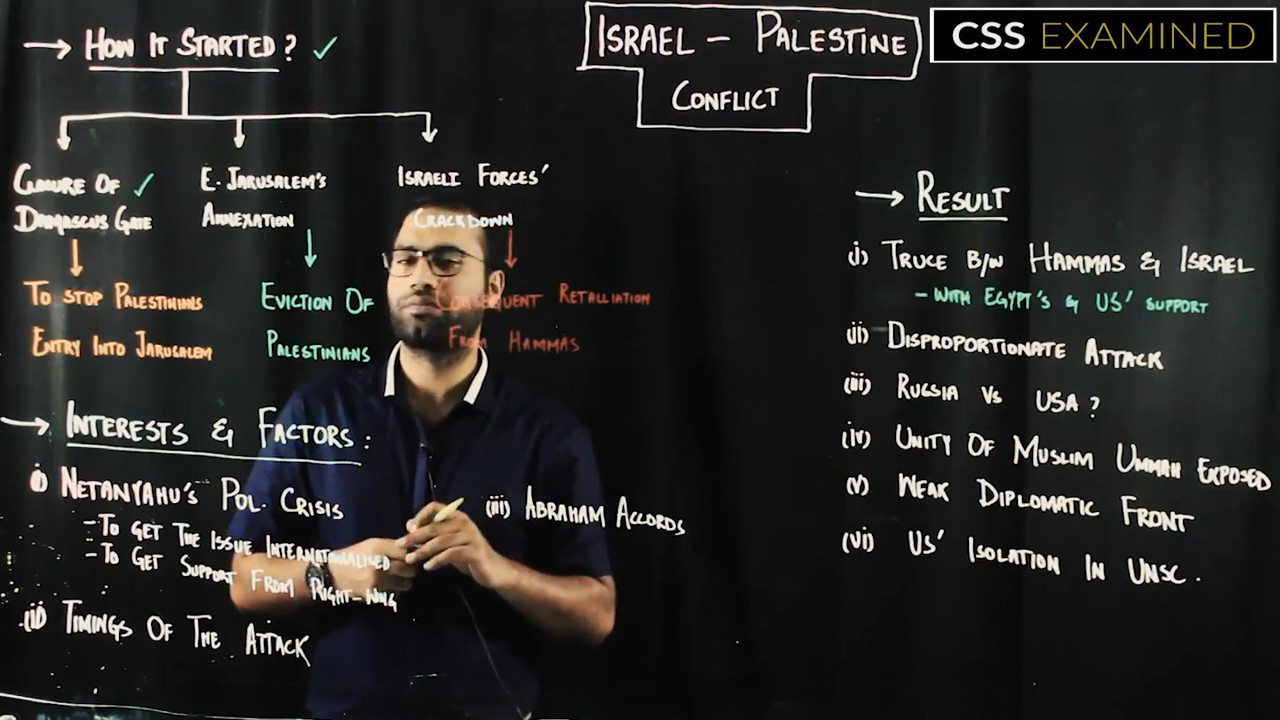 → HOW IT STARTED? ✓
ISRAEL – PALESTINE
CONFLICT
CSS EXAMINED
CLOSURE OF ✓
DAMASCUS GATE
TO STOP PALESTINIANS
ENTRY INTO JARUSALEM
E. JARUSALEM'S
ANNEXATION
EVICTION OF
PALESTINIANS
ISRAELI FORCES'
CRACKDOWN
CONSEQUENT RETALLIATION
FROM HAMMAS
→ INTERESTS & FACTORS:
(i) NETANYAHU'S POL. CRISIS
- TO GET THE ISSUE INTERNATIONALISED
- TO GET SUPPORT FROM RIGHT-WING
(ii) TIMINGS OF THE ATTACK
(iii) ABRAHAM ACCORDS
→ RESULT
(i) TRUCE B/W HAMMAS & ISRAEL
- WITH EGYPT'S & US' SUPPORT
(ii) DISPROPORTIONATE ATTACK
(iii) RUSSIA VS USA?
(iv) UNITY OF MUSLIM UMMAH EXPOSED
(v) WEAK DIPLOMATIC FRONT
(vi) US' ISOLATION IN UNSC.